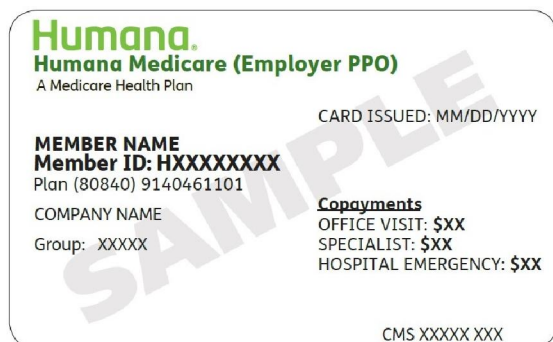 Humana.
Humana Medicare (Employer PPO)
A Medicare Health Plan
CARD ISSUED: MM/DD/YYYY
MEMBER NAME
Member ID: HXXXXXXXX
Plan (80840) 9140461101
COMPANY NAME
Group: XXXXX
Copayments
OFFICE VISIT: $XX
SPECIALIST: $XX
HOSPITAL EMERGENCY: $XX
CMS XXXXX XXX
SAMPLE